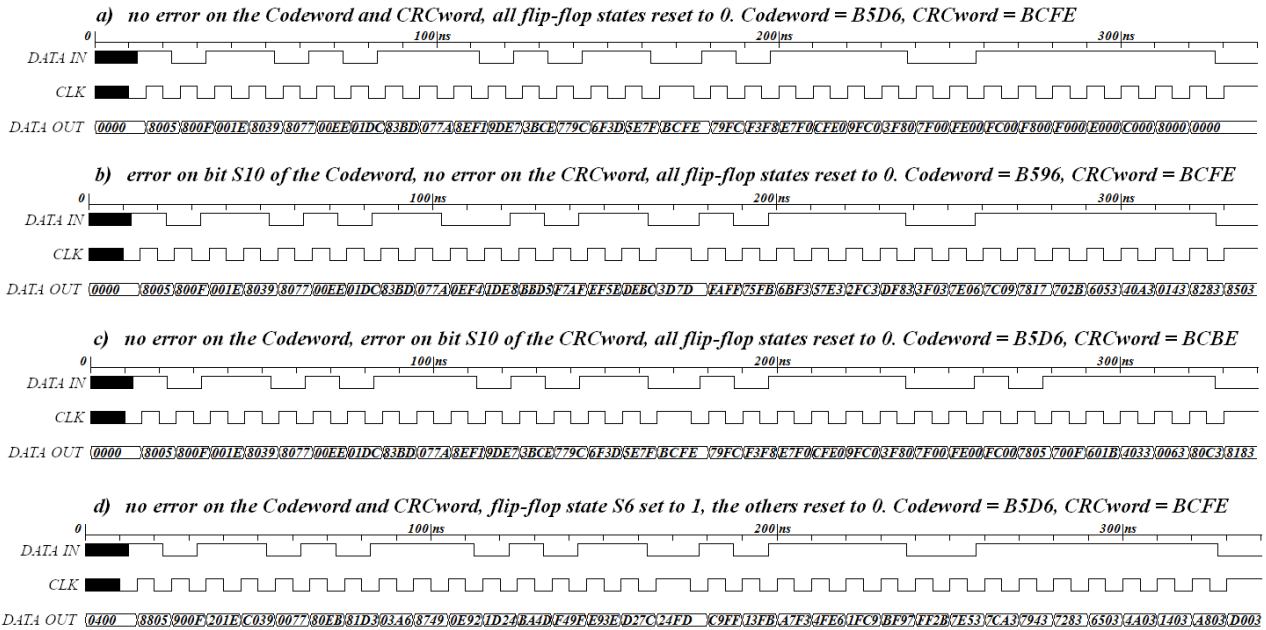 a) no error on the Codeword and CRCword, all flip-flop states reset to 0. Codeword = B5D6, CRCword = BCFE
0 100 ns 200 ns 300 ns
DATA IN
CLK
DATA OUT 0000 8005 800F 001E 8039 8077 00EE 01DC 83BD 077A 8EF1 9DE7 3BCE 779C 6F3D 5E7F BCFE 79FC F3F8 E7F0 CFE0 9FC0 3F80 7F00 FE00 FC00 F800 F000 E000 C000 8000 0000
b) error on bit S10 of the Codeword, no error on the CRCword, all flip-flop states reset to 0. Codeword = B596, CRCword = BCFE
0 100 ns 200 ns 300 ns
DATA IN
CLK
DATA OUT 0000 8005 800F 001E 8039 8077 00EE 01DC 83BD 077A 0EF4 1DE8 BBD5 F7AF EF5E DEBC 3D7D FAFF 75FB 6BF3 57E3 2FC3 DF83 3F03 7E06 7C09 7817 702B 6053 40A3 0143 8283 8503
c) no error on the Codeword, error on bit S10 of the CRCword, all flip-flop states reset to 0. Codeword = B5D6, CRCword = BCBE
0 100 ns 200 ns 300 ns
DATA IN
CLK
DATA OUT 0000 8005 800F 001E 8039 8077 00EE 01DC 83BD 077A 8EF1 9DE7 3BCE 779C 6F3D 5E7F BCFE 79FC F3F8 E7F0 CFE0 9FC0 3F80 7F00 FE00 FC00 7805 700F 601B 4033 0063 80C3 8183
d) no error on the Codeword and CRCword, flip-flop state S6 set to 1, the others reset to 0. Codeword = B5D6, CRCword = BCFE
0 100 ns 200 ns 300 ns
DATA IN
CLK
DATA OUT 0400 8805 900F 201E C039 0077 80EB 81D3 03A6 8749 0E92 1D24 BA4D F49F E93E D27C 24FD C9FF 13FB A7F3 4FE6 1FC9 BF97 FF2B 7E53 7CA3 7943 7283 6503 4A03 1403 A803 D003